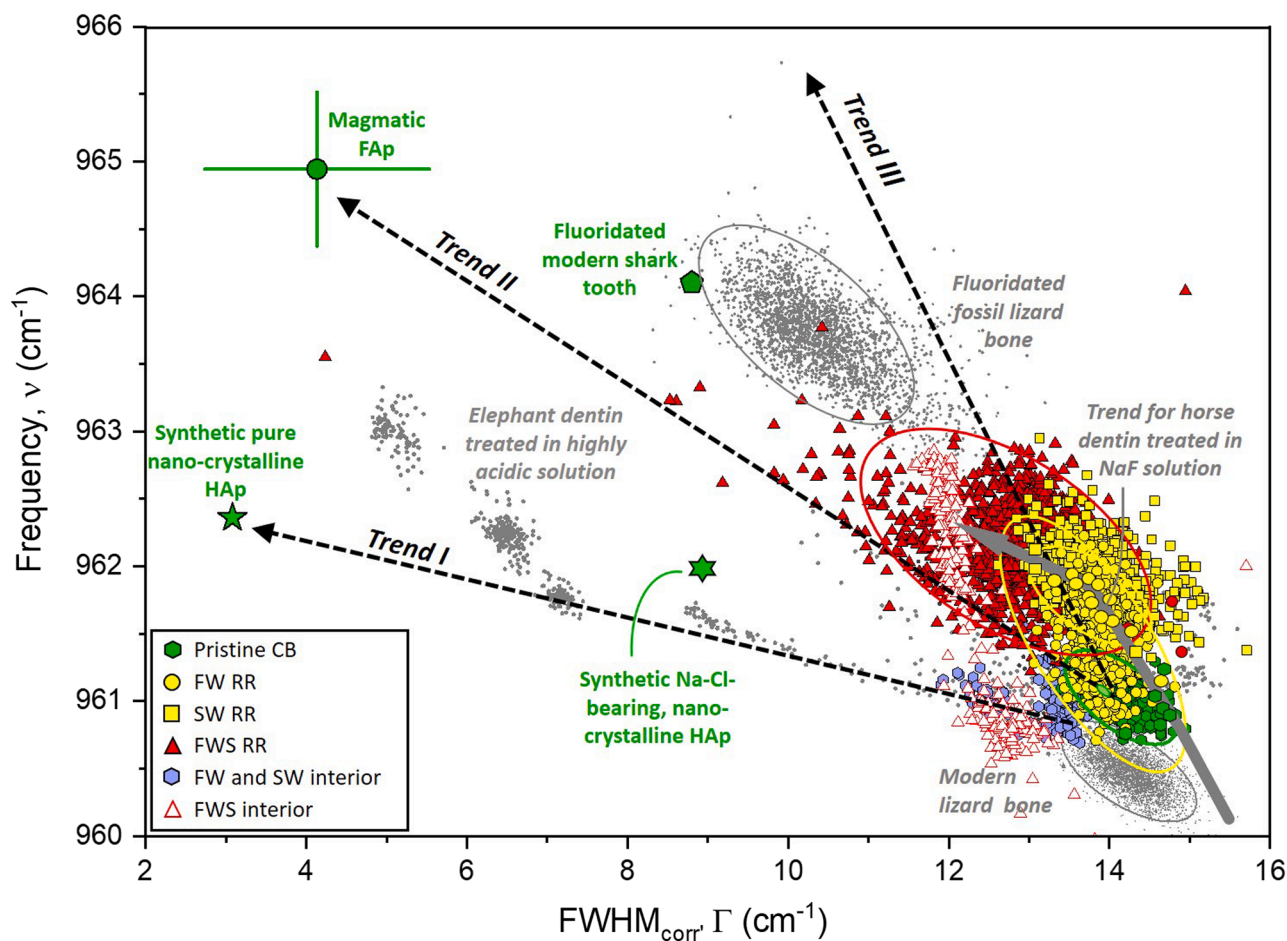 966
965
964
963
962
961
960
Frequency, ν (cm⁻¹)
Magmatic
FAp
Trend II
Fluoridated
modern shark
tooth
Trend III
Fluoridated
fossil lizard
bone
Synthetic pure
nano-crystalline
HAp
Elephant dentin
treated in highly
acidic solution
Trend for horse
dentin treated in
NaF solution
Trend I
Synthetic Na-Cl-
bearing, nano-
crystalline HAp
Modern
lizard bone
Pristine CB
FW RR
SW RR
FWS RR
FW and SW interior
FWS interior
2 4 6 8 10 12 14 16
FWHMcorr, Γ (cm⁻¹)